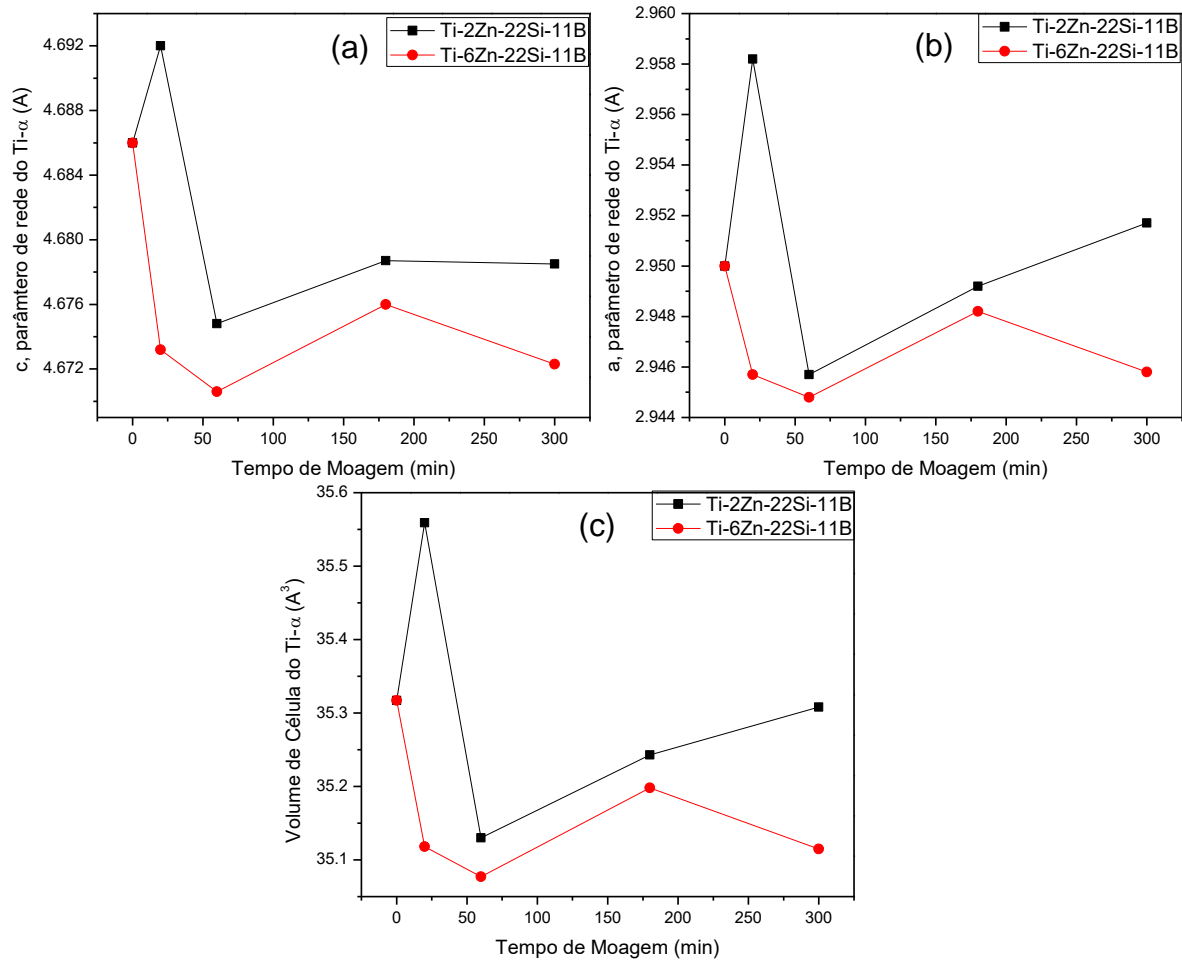 (a)
Ti-2Zn-22Si-11B
Ti-6Zn-22Si-11B
c, parâmtero de rede do Ti-α (A)
4.692
4.688
4.684
4.680
4.676
4.672
0 50 100 150 200 250 300
Tempo de Moagem (min)
(b)
Ti-2Zn-22Si-11B
Ti-6Zn-22Si-11B
a, parâmetro de rede do Ti-α (A)
2.960
2.958
2.956
2.954
2.952
2.950
2.948
2.946
2.944
0 50 100 150 200 250 300
Tempo de Moagem (min)
(c)
Ti-2Zn-22Si-11B
Ti-6Zn-22Si-11B
Volume de Célula do Ti-α (A³)
35.6
35.5
35.4
35.3
35.2
35.1
0 50 100 150 200 250 300
Tempo de Moagem (min)